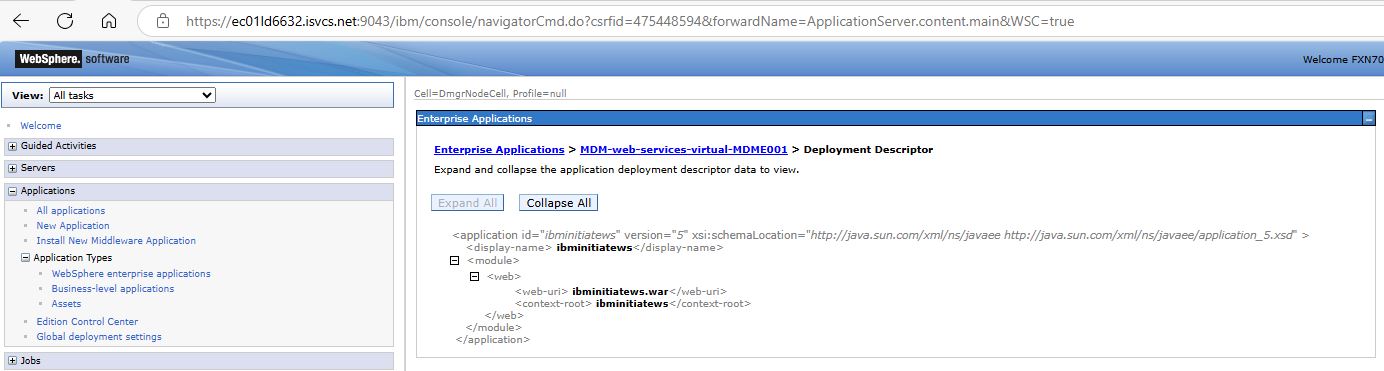 https://ec01ld6632.isvcs.net:9043/ibm/console/navigatorCmd.do?csrfid=475448594&forwardName=ApplicationServer.content.main&WSC=true
WebSphere. software
Welcome FXN70
View: All tasks
Welcome
Guided Activities
Servers
Applications
All applications
New Application
Install New Middleware Application
Application Types
WebSphere enterprise applications
Business-level applications
Assets
Edition Control Center
Global deployment settings
Jobs
Cell=DmgrNodeCell, Profile=null
Enterprise Applications
Enterprise Applications > MDM-web-services-virtual-MDME001 > Deployment Descriptor
Expand and collapse the application deployment descriptor data to view.
Expand All Collapse All
<application id="ibminitiatews" version="5" xsi:schemaLocation="http://java.sun.com/xml/ns/javaee http://java.sun.com/xml/ns/javaee/application_5.xsd" >
<display-name> ibminitiatews</display-name>
<module>
<web>
<web-uri> ibminitiatews.war</web-uri>
<context-root> ibminitiatews</context-root>
</web>
</module>
</application>